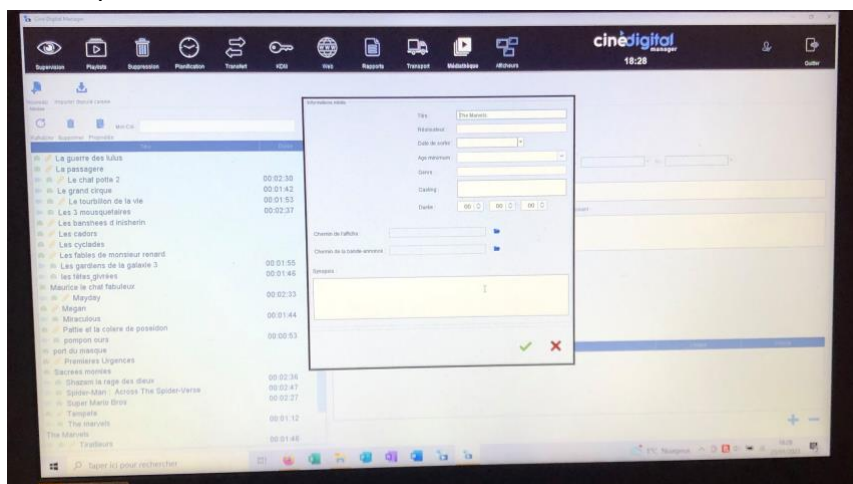 Ciné Digital Manager
Supervision Playlists Suppression Planification Transfert KDM Web Rapports Transport Médiathèque Afficheurs
cinédigital
manager
18:28
Quitter
Informations média
Titre : The Marvels
Réalisateur :
Date de sortie :
Age minimum :
Genre :
Casting :
Durée : 00 00 00
Chemin de l'affiche :
Chemin de la bande annonce :
Synopsis :
Titre Durée
La guerre des lulus
La passagere
Le chat potte 2 00:02:30
Le grand cirque 00:01:42
Le tourbillon de la vie 00:01:53
Les 3 mousquetaires 00:02:37
Les banshees d inisherin
Les cadors
Les cyclades
Les fables de monsieur renard
Les gardiens de la galaxie 3 00:01:55
les têtes givrées 00:01:46
Maurice le chat fabuleux
Mayday 00:02:33
Megan
Miraculous 00:01:44
Pattie et la colere de poseidon
pompon ours 00:00:53
port du masque
Premieres Urgences
Sacrees momies
Shazam la rage des dieux 00:02:36
Spider-Man : Across The Spider-Verse 00:02:47
Super Mario Bros 00:02:27
Tempete
The marvels 00:01:12
The Marvels
Tirailleurs 00:01:48
Taper ici pour rechercher
Nuageux
18:28